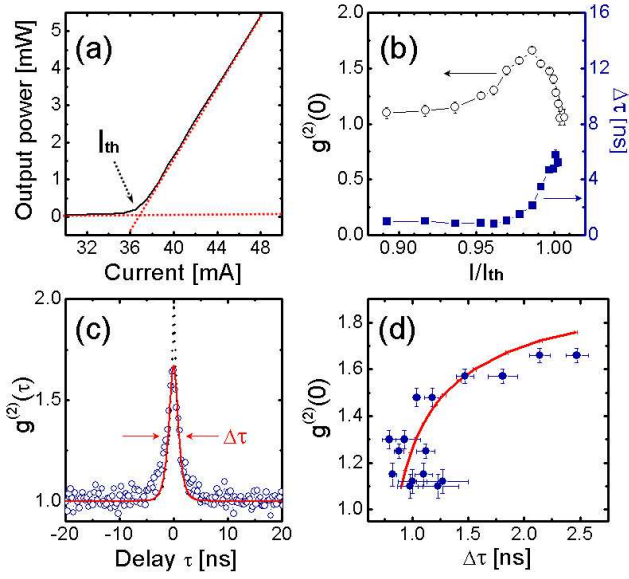 (a)
Output power [mW]
5
4
3
2
1
0
I_th
32
36
40
44
48
Current [mA]
(b)
g^(2)(0)
2.0
1.5
1.0
0.5
0.0
0.90
0.95
1.00
I/I_th
16
12
8
4
0
Δτ [ns]
(c)
g^(2)(τ)
2.0
1.5
1.0
Δτ
-20
-10
0
10
20
Delay τ [ns]
(d)
g^(2)(0)
1.8
1.6
1.4
1.2
1.0
0.5
1.0
1.5
2.0
2.5
Δτ [ns]